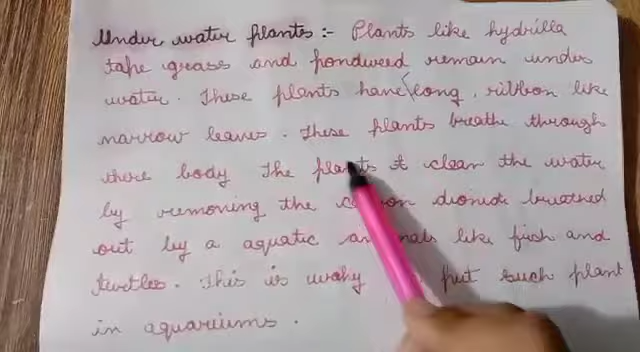 Under water plants :- Plants like hydrilla
tape grass and pondweed remain under
water. These plants have long, ribbon like
narrow leaves. These plants breathe through
there body The plants it clean the water
by removing the dioxide breathed
out by a aquatic like fish and
turtles. This is why put such plant
in aquariums.